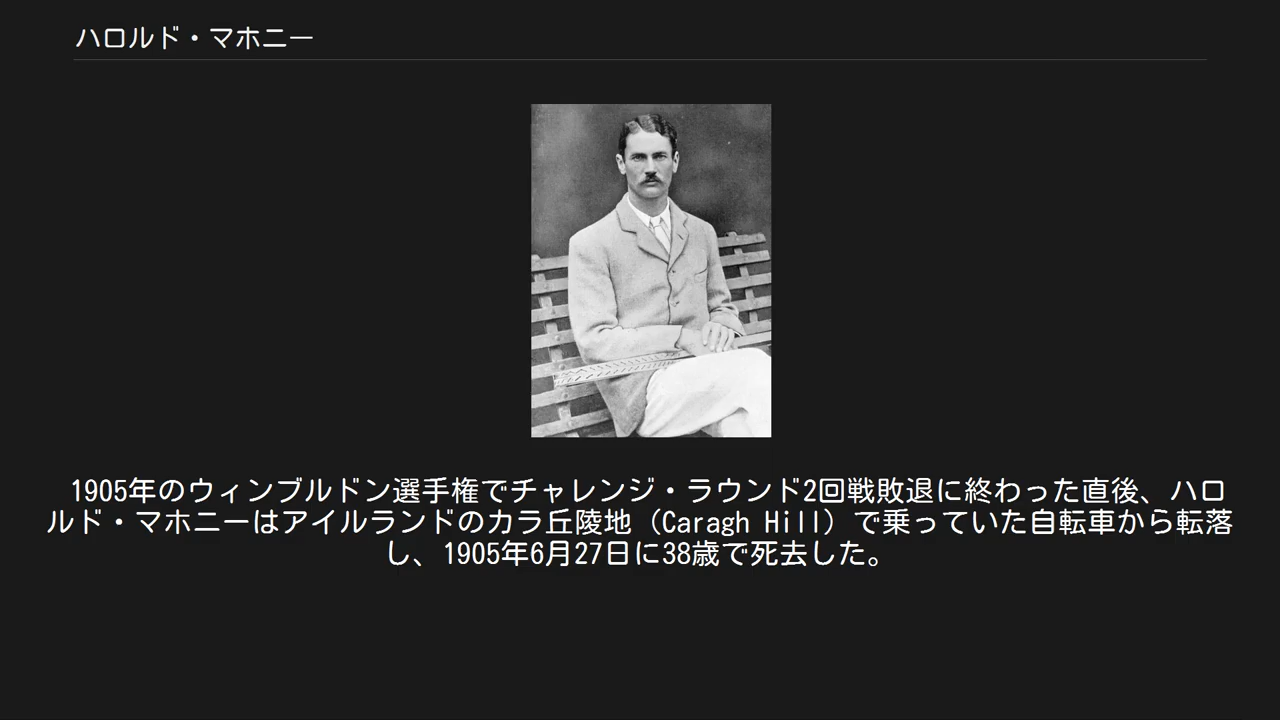 ハロルド・マホニー
1905年のウィンブルドン選手権でチャレンジ・ラウンド2回戦敗退に終わった直後、ハロ
ルド・マホニーはアイルランドのカラ丘陵地（Caragh Hill）で乗っていた自転車から転落
し、1905年6月27日に38歳で死去した。